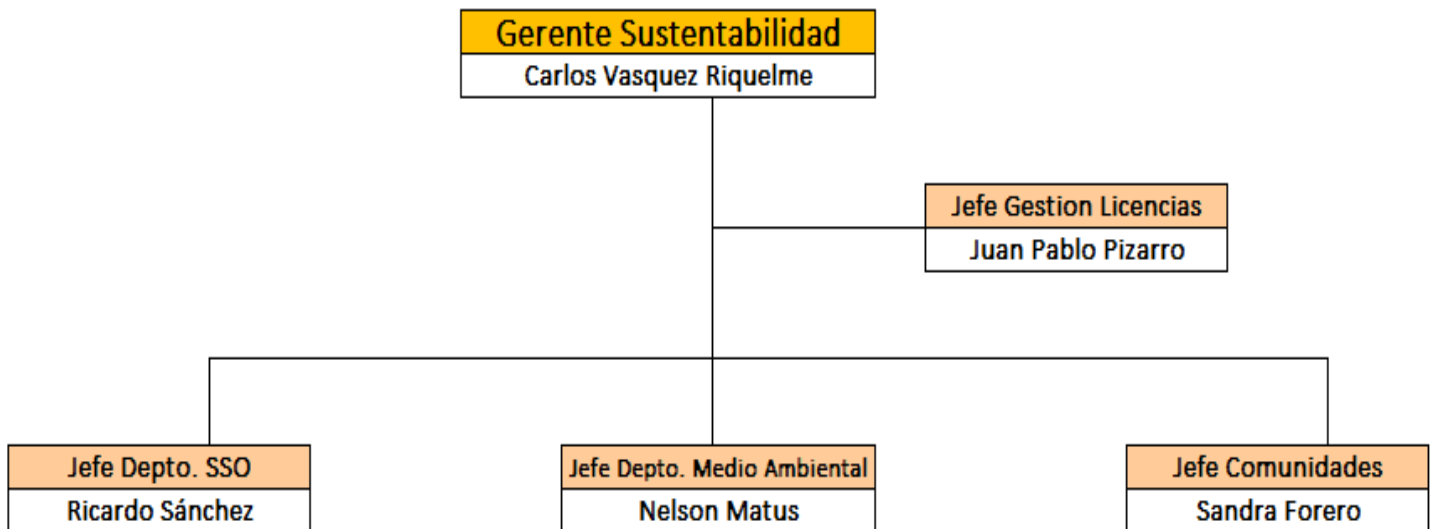 Gerente Sustentabilidad
Carlos Vasquez Riquelme
Jefe Gestion Licencias
Juan Pablo Pizarro
Jefe Depto. SSO
Ricardo Sánchez
Jefe Depto. Medio Ambiental
Nelson Matus
Jefe Comunidades
Sandra Forero